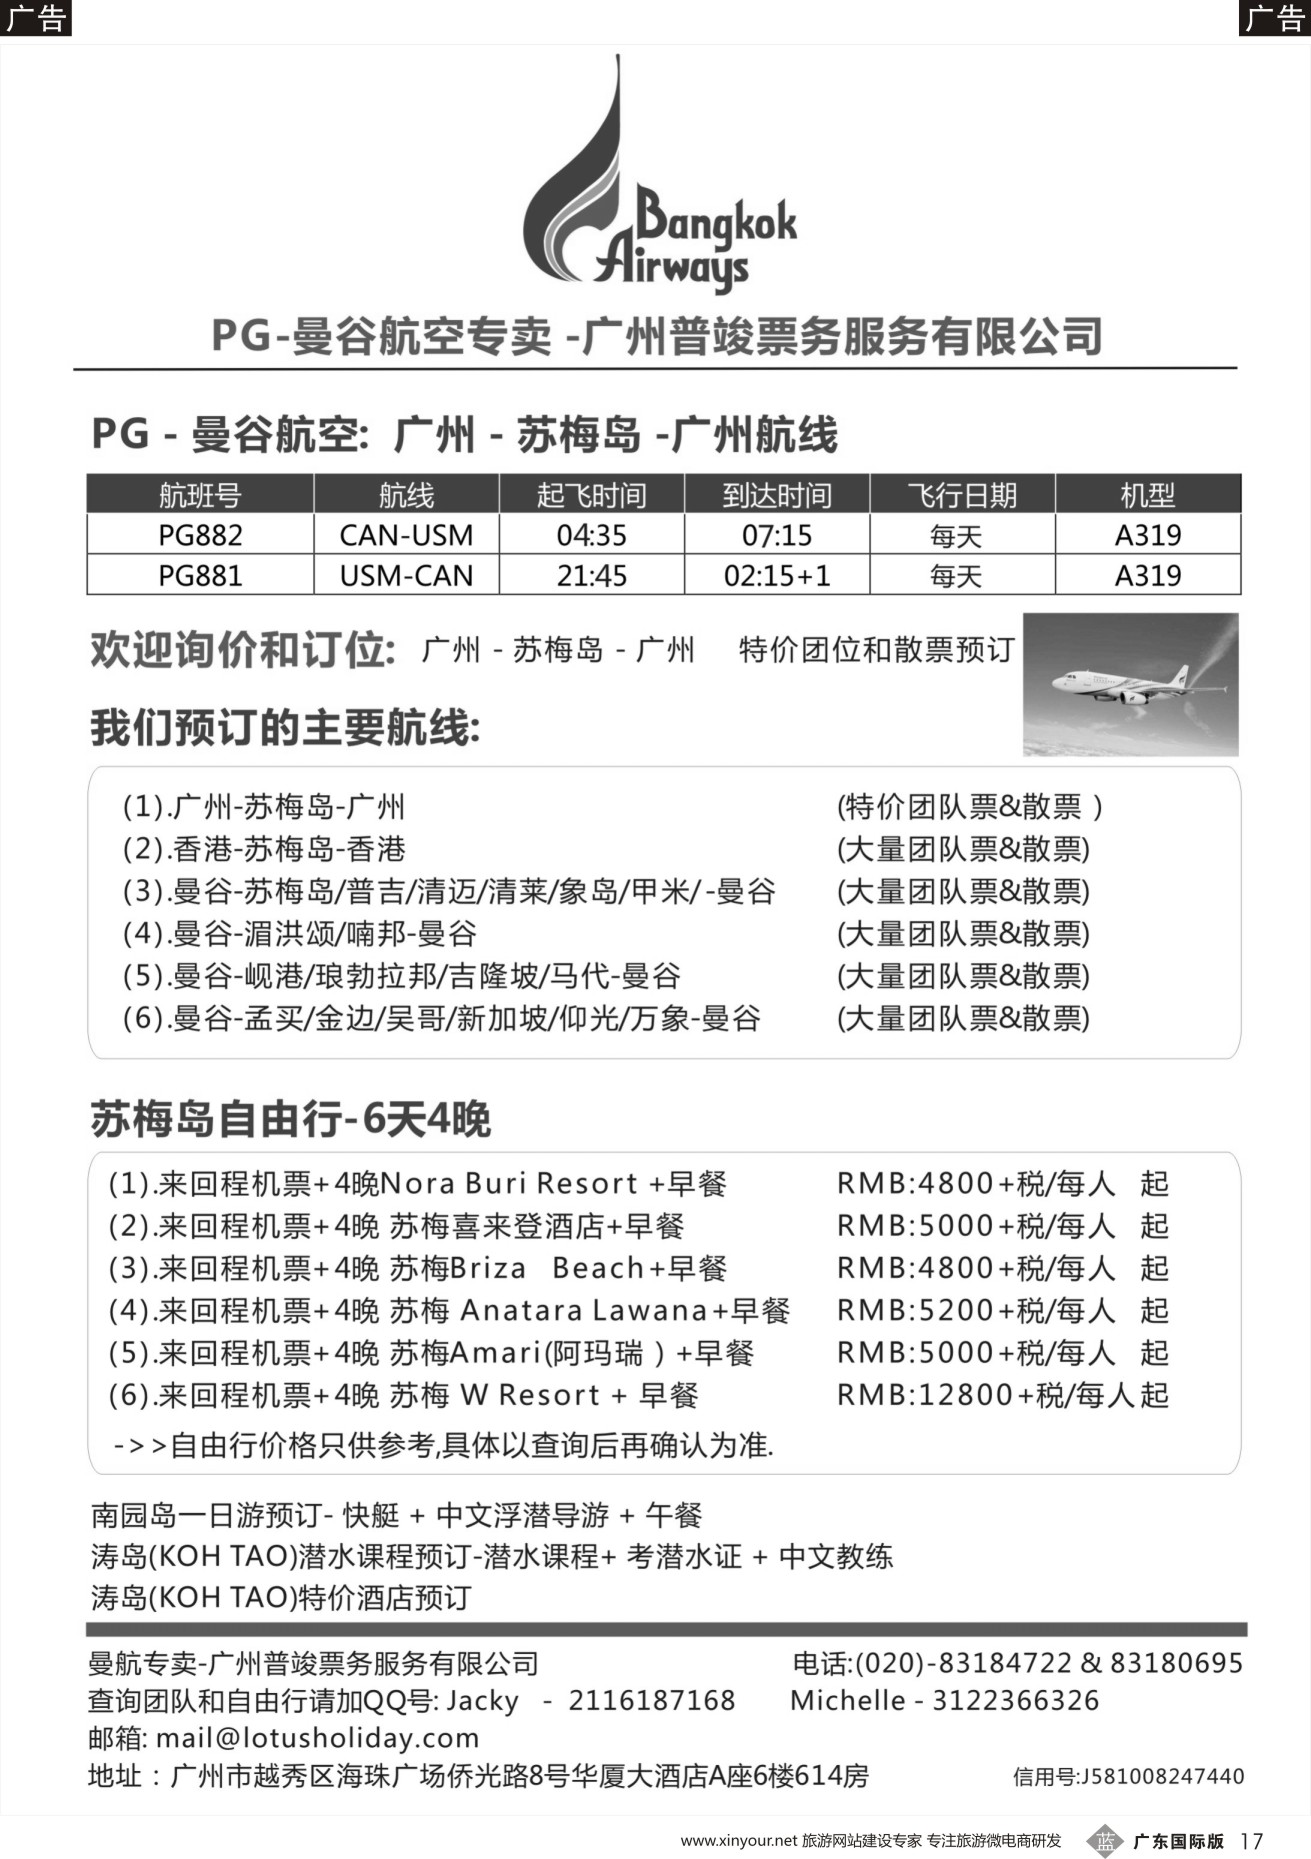 广告
广告
Bangkok
Airways
PG-曼谷航空专卖 -广州普竣票务服务有限公司
PG - 曼谷航空: 广州 - 苏梅岛 -广州航线
航班号 航线 起飞时间 到达时间 飞行日期 机型
PG882 CAN-USM 04:35 07:15 每天 A319
PG881 USM-CAN 21:45 02:15+1 每天 A319
欢迎询价和订位: 广州 - 苏梅岛 - 广州 特价团位和散票预订
我们预订的主要航线:
(1).广州-苏梅岛-广州 (特价团队票&散票 )
(2).香港-苏梅岛-香港 (大量团队票&散票)
(3).曼谷-苏梅岛/普吉/清迈/清莱/象岛/甲米/ -曼谷 (大量团队票&散票)
(4).曼谷-湄洪颂/喃邦-曼谷 (大量团队票&散票)
(5).曼谷-岘港/琅勃拉邦/吉隆坡/马代-曼谷 (大量团队票&散票)
(6).曼谷-孟买/金边/吴哥/新加坡/仰光/万象-曼谷 (大量团队票&散票)
苏梅岛自由行-6天4晚
(1).来回程机票+4晚Nora Buri Resort +早餐 RMB:4800+税/每人 起
(2).来回程机票+4晚 苏梅喜来登酒店+早餐 RMB:5000+税/每人 起
(3).来回程机票+4晚 苏梅Briza Beach+早餐 RMB:4800+税/每人 起
(4).来回程机票+4晚 苏梅 Anatara Lawana+早餐 RMB:5200+税/每人 起
(5).来回程机票+4晚 苏梅Amari(阿玛瑞 ) +早餐 RMB:5000+税/每人 起
(6).来回程机票+4晚 苏梅 W Resort + 早餐 RMB:12800+税/每人起
->>自由行价格只供参考,具体以查询后再确认为准.
南园岛一日游预订- 快艇 + 中文浮潜导游 + 午餐
涛岛(KOH TAO)潜水课程预订-潜水课程+ 考潜水证 + 中文教练
涛岛(KOH TAO)特价酒店预订
曼航专卖-广州普竣票务服务有限公司 电话:(020)-83184722 & 83180695
查询团队和自由行请加QQ号: Jacky - 2116187168 Michelle - 3122366326
邮箱: mail@lotusholiday.com
地址：广州市越秀区海珠广场侨光路8号华厦大酒店A座6楼614房 信用号:J581008247440
www.xinyour.net 旅游网站建设专家 专注旅游微电商研发 蓝 广东国际版 17